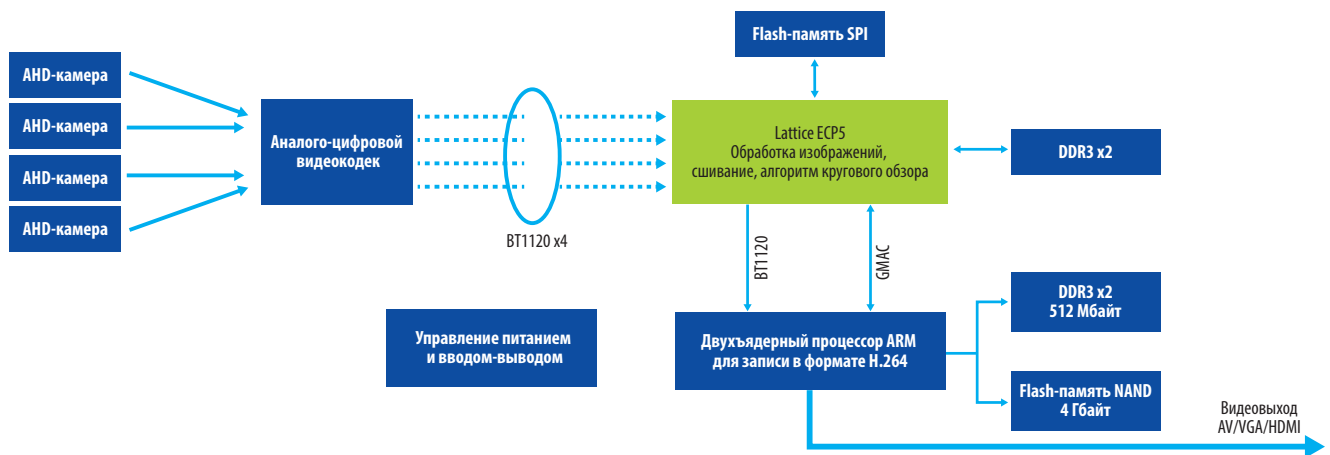 Flash-память SPI
AHD-камера
AHD-камера
AHD-камера
AHD-камера
Аналого-цифровой
видеокодек
BT1120 x4
Lattice ECP5
Обработка изображений,
сшивание, алгоритм кругового обзора
DDR3 x2
BT1120
GMAC
Управление питанием
и вводом-выводом
Двухъядерный процессор ARM
для записи в формате H.264
DDR3 x2
512 Мбайт
Flash-память NAND
4 Гбайт
Видеовыход
AV/VGA/HDMI